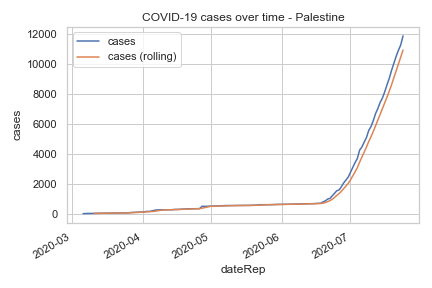 COVID-19 cases over time - Palestine
cases
cases (rolling)
12000
10000
8000
6000
4000
2000
0
cases
2020-03
2020-04
2020-05
2020-06
2020-07
dateRep